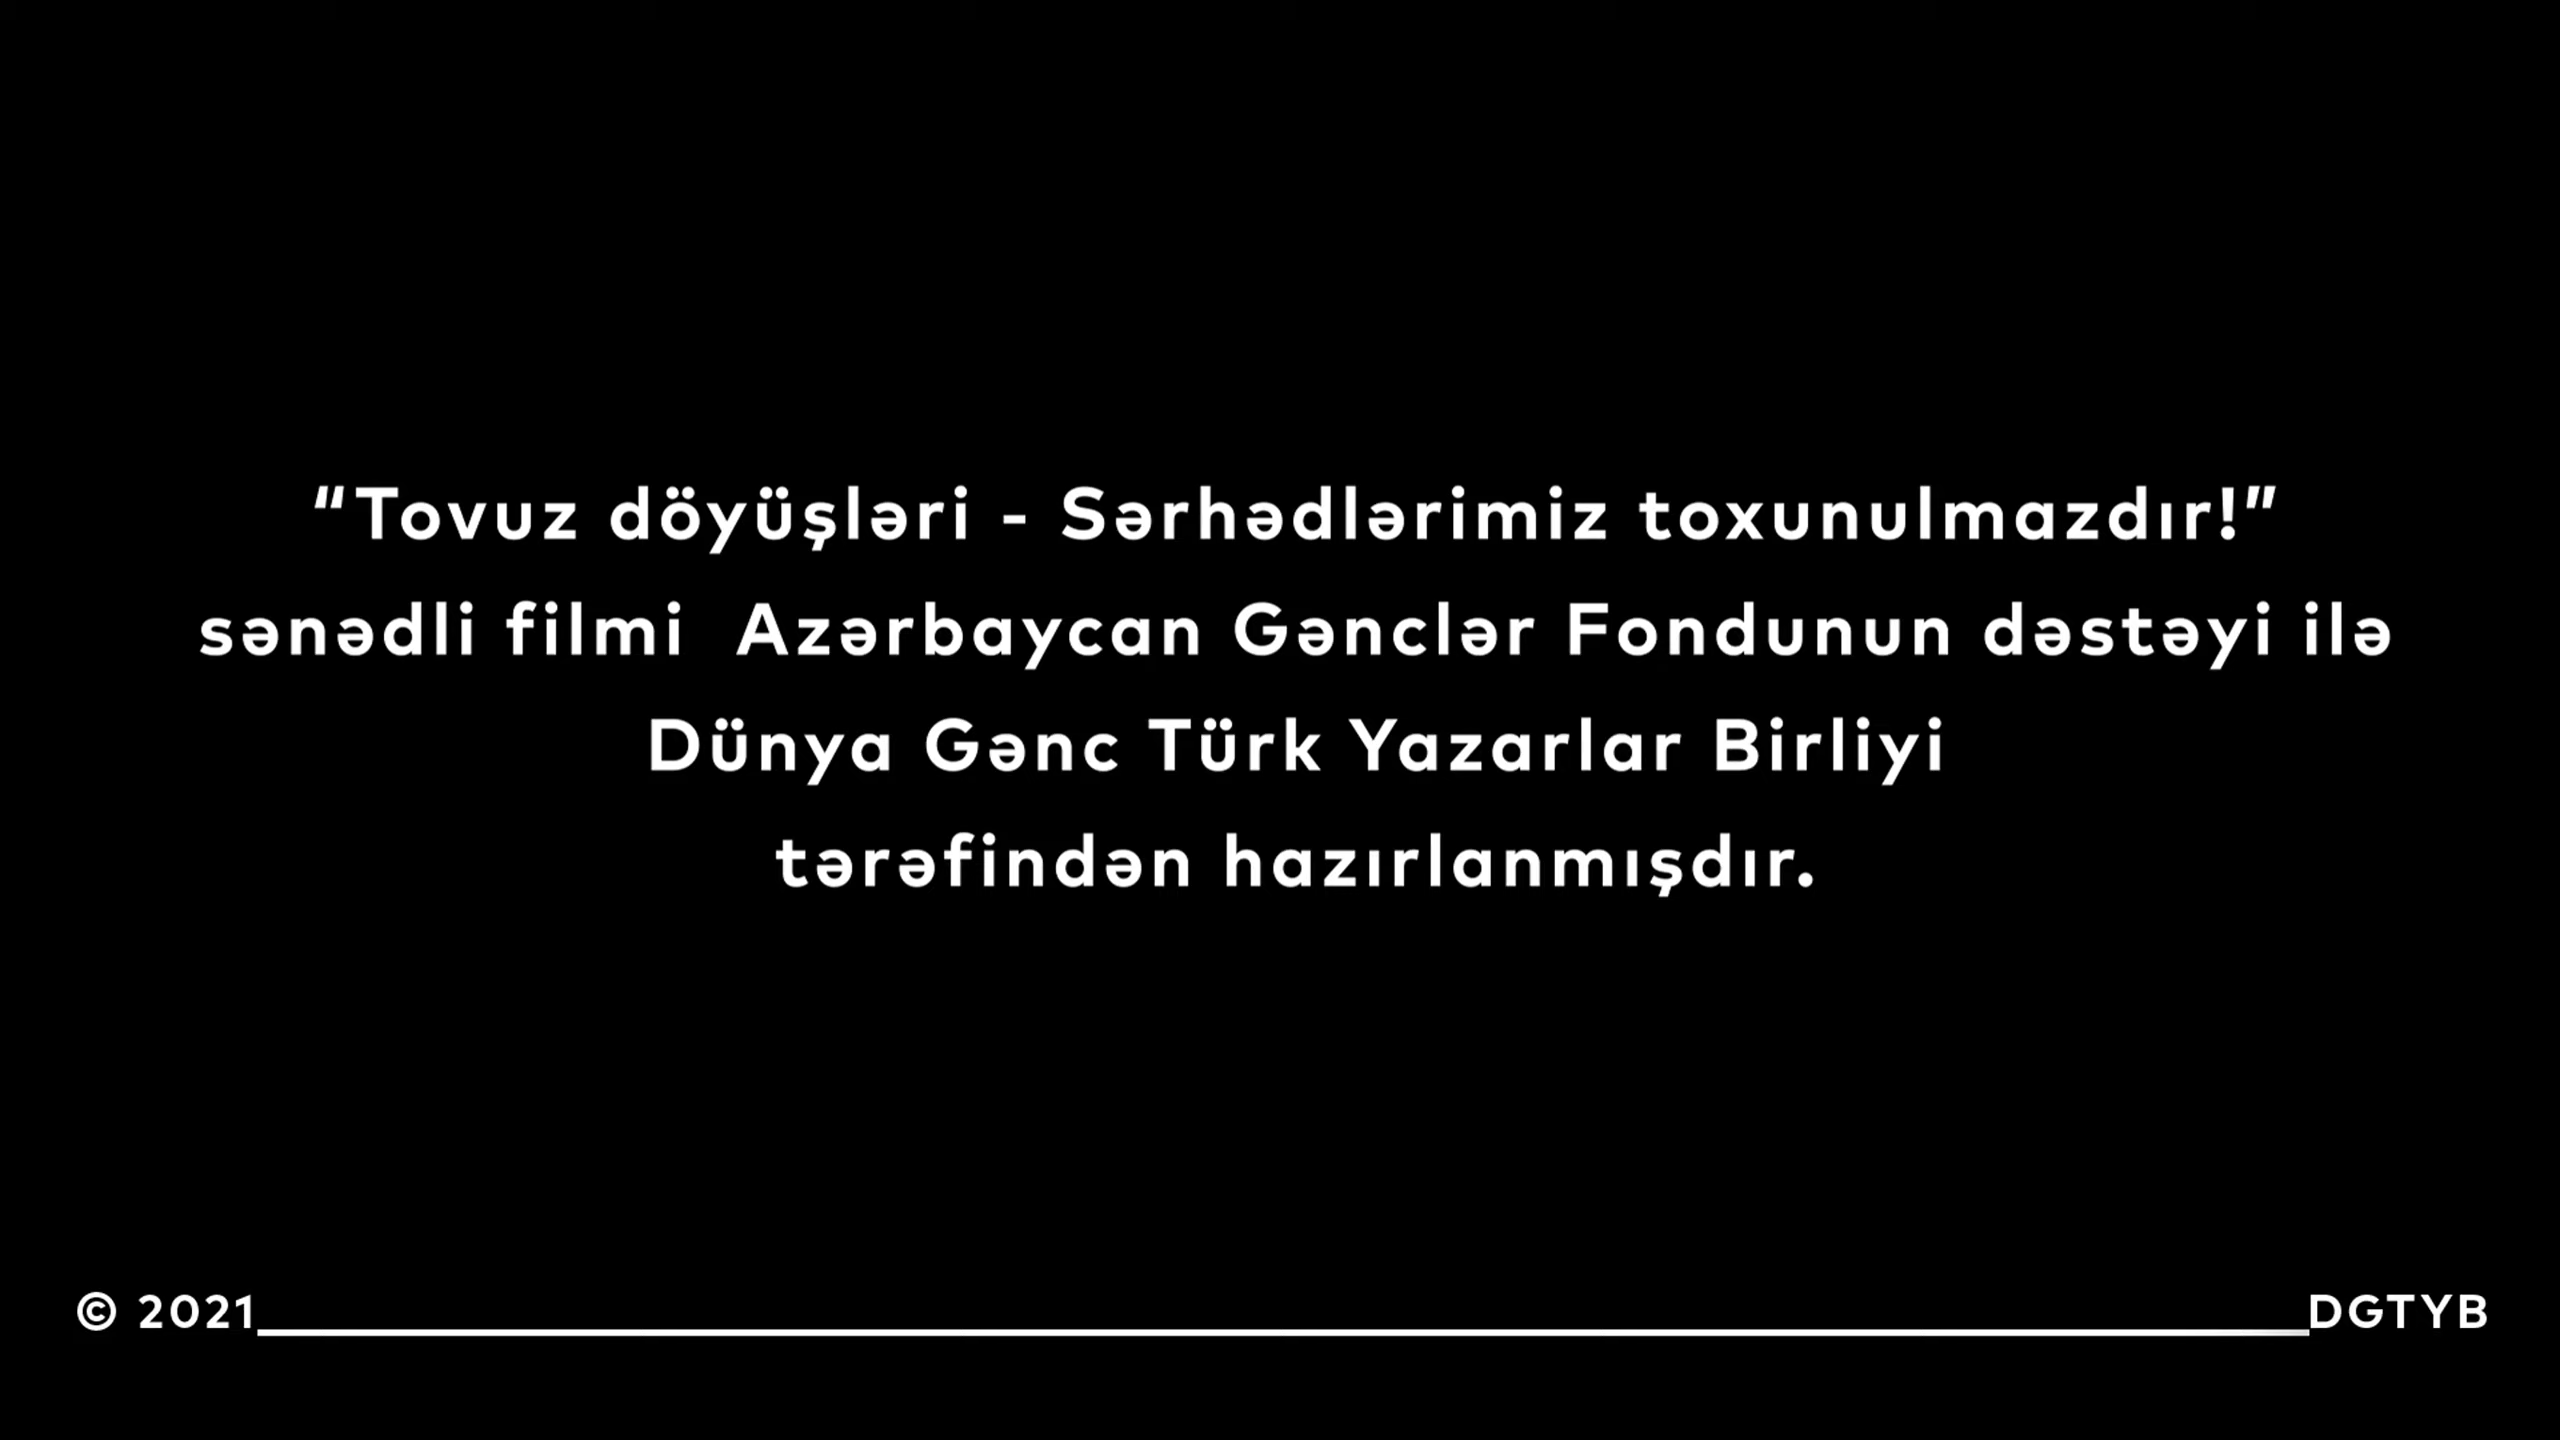 “Tovuz döyüşləri - Sərhədlərimiz toxunulmazdır!”
sənədli filmi Azərbaycan Gənclər Fondunun dəstəyi ilə
Dünya Gənc Türk Yazarlar Birliyi
tərəfindən hazırlanmışdır.
© 2021 DGTYB